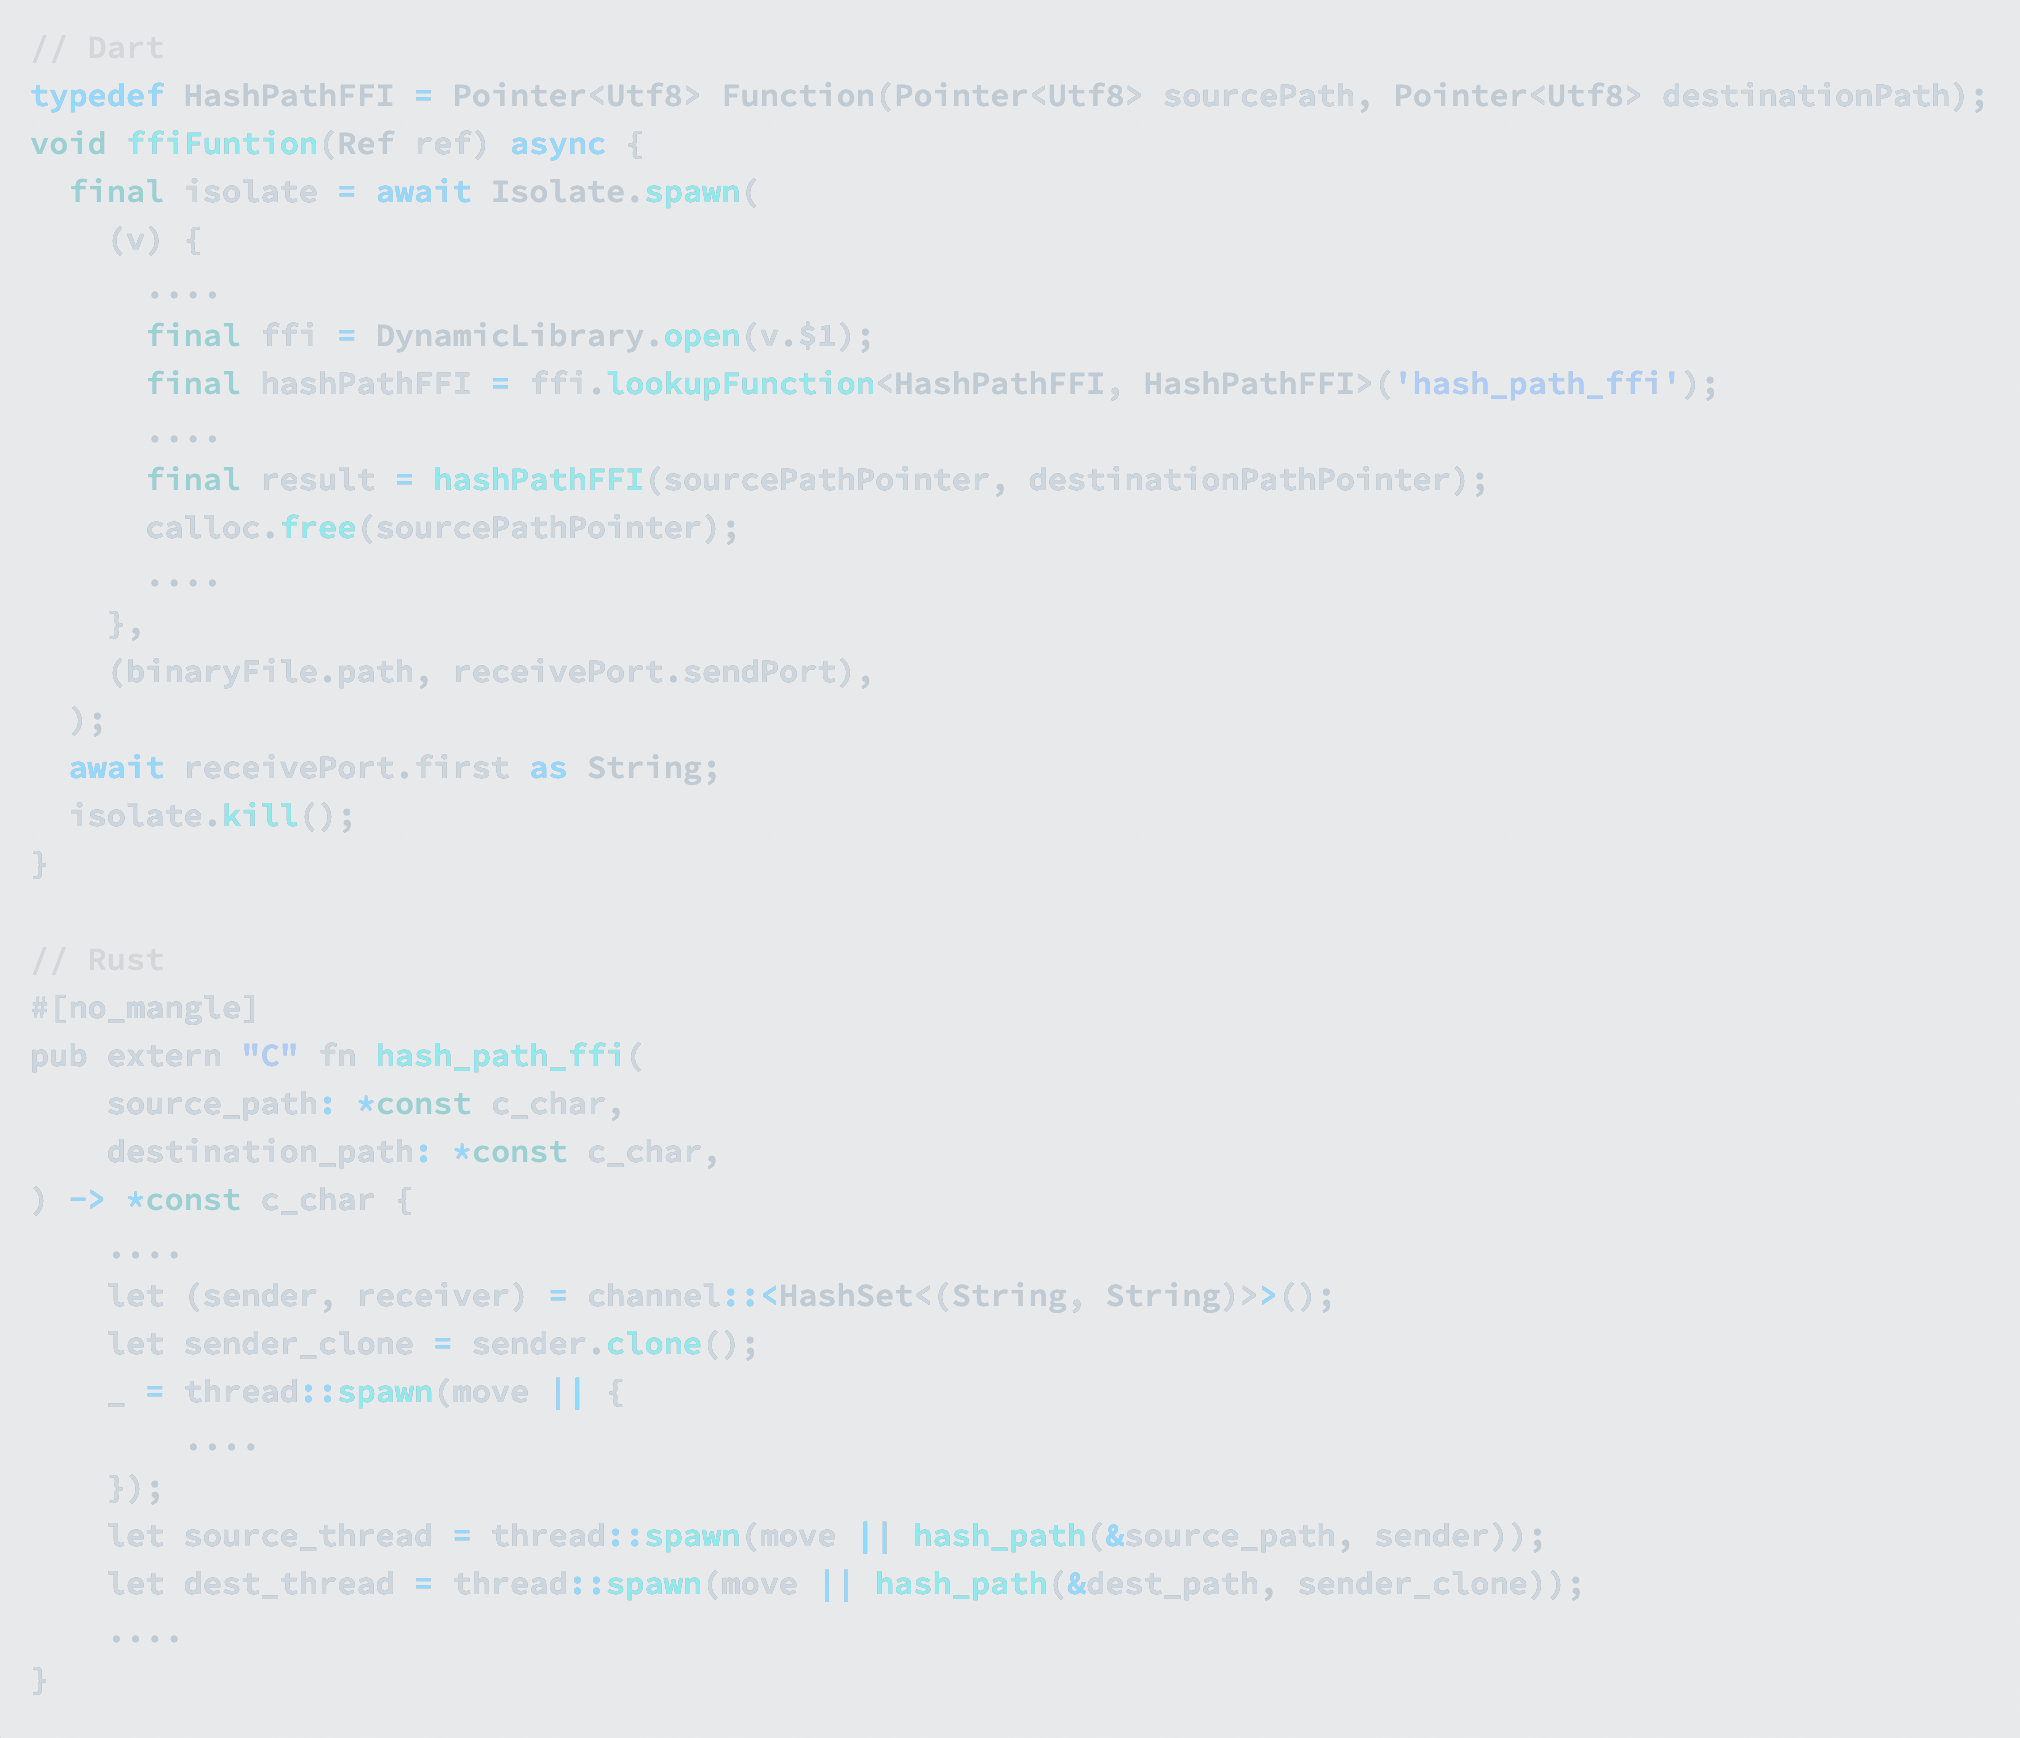 // Dart
typedef HashPathFFI = Pointer<Utf8> Function(Pointer<Utf8> sourcePath, Pointer<Utf8> destinationPath);
void ffiFuntion(Ref ref) async {
  final isolate = await Isolate.spawn(
    (v) {
      ....
      final ffi = DynamicLibrary.open(v.$1);
      final hashPathFFI = ffi.lookupFunction<HashPathFFI, HashPathFFI>('hash_path_ffi');
      ....
      final result = hashPathFFI(sourcePathPointer, destinationPathPointer);
      calloc.free(sourcePathPointer);
      ....
    },
    (binaryFile.path, receivePort.sendPort),
  );
  await receivePort.first as String;
  isolate.kill();
}

// Rust
#[no_mangle]
pub extern "C" fn hash_path_ffi(
    source_path: *const c_char,
    destination_path: *const c_char,
) -> *const c_char {
    ....
    let (sender, receiver) = channel::<HashSet<(String, String)>>();
    let sender_clone = sender.clone();
    _ = thread::spawn(move || {
        ....
    });
    let source_thread = thread::spawn(move || hash_path(&source_path, sender));
    let dest_thread = thread::spawn(move || hash_path(&dest_path, sender_clone));
    ....
}